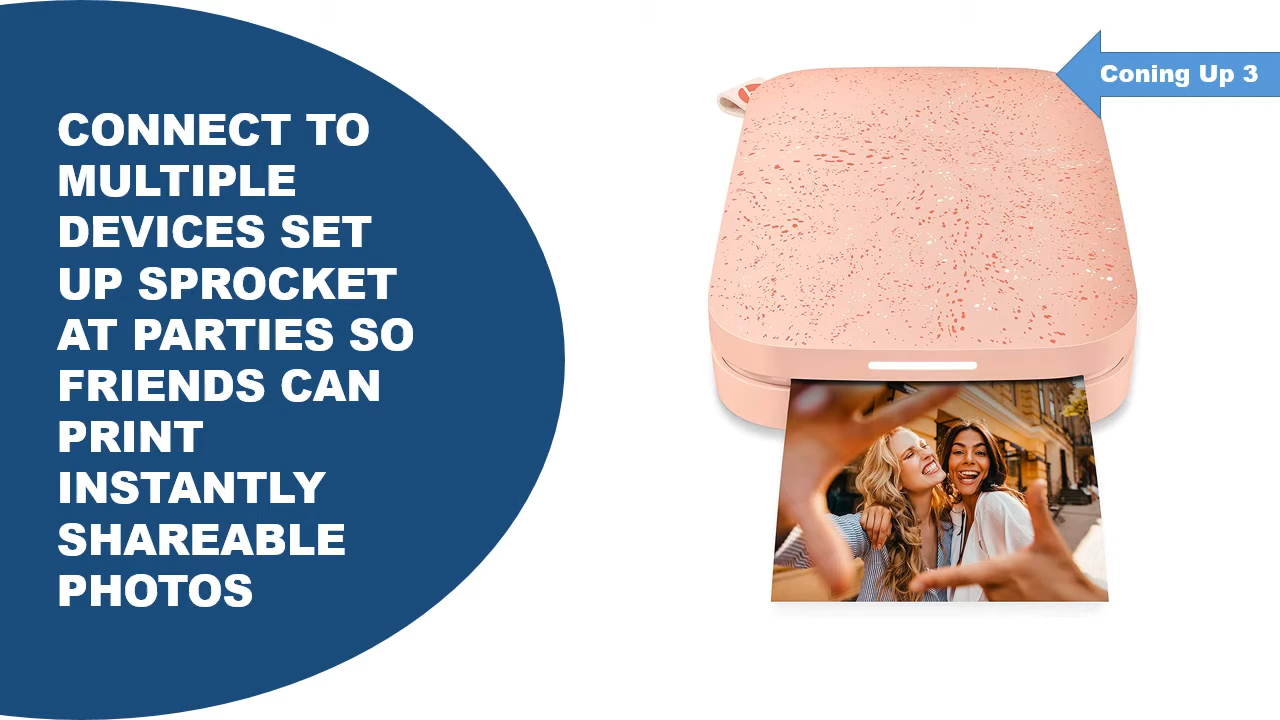 CONNECT TO
MULTIPLE
DEVICES SET
UP SPROCKET
AT PARTIES SO
FRIENDS CAN
PRINT
INSTANTLY
SHAREABLE
PHOTOS
Coning Up 3